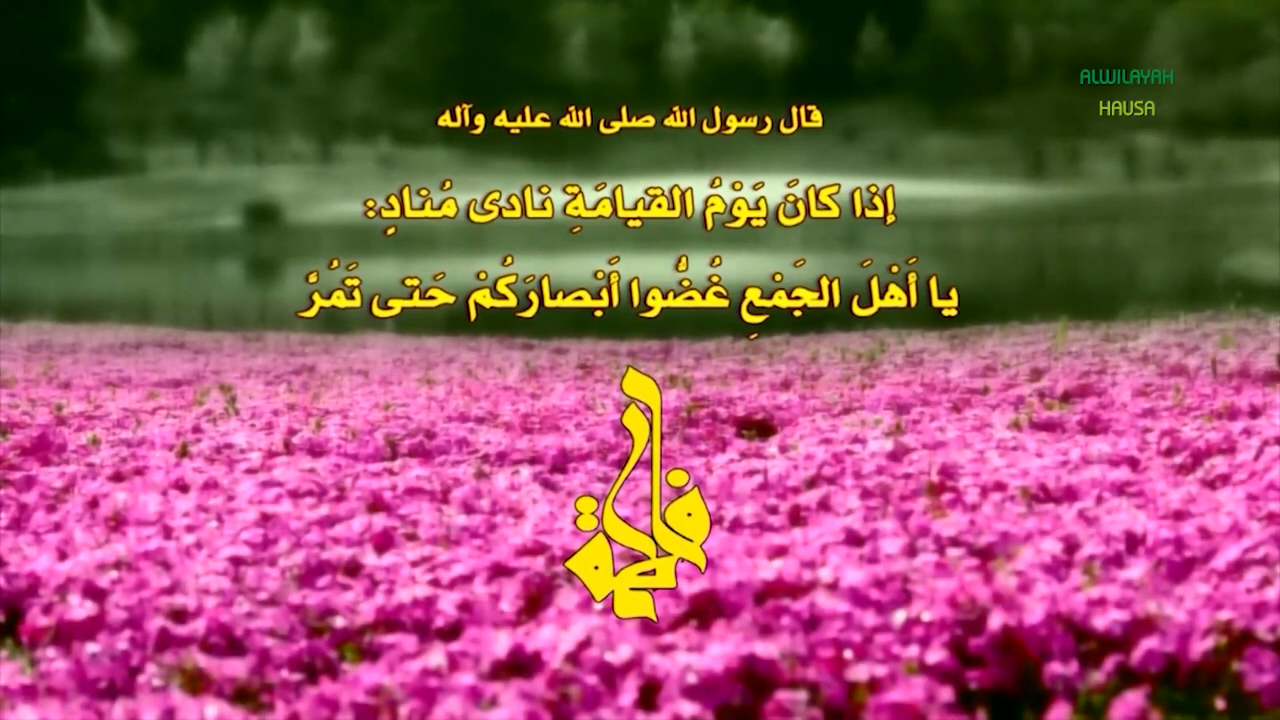 ALWILAYAH
HAUSA
قال رسول الله صلى الله عليه وآله
إذا كانَ يَوْمُ القيامَةِ نادى مُنادٍ:
يا أَهْلَ الجَمْعِ غُضُّوا أَبْصارَكُمْ حَتى تَمُرَّ
فاطمة